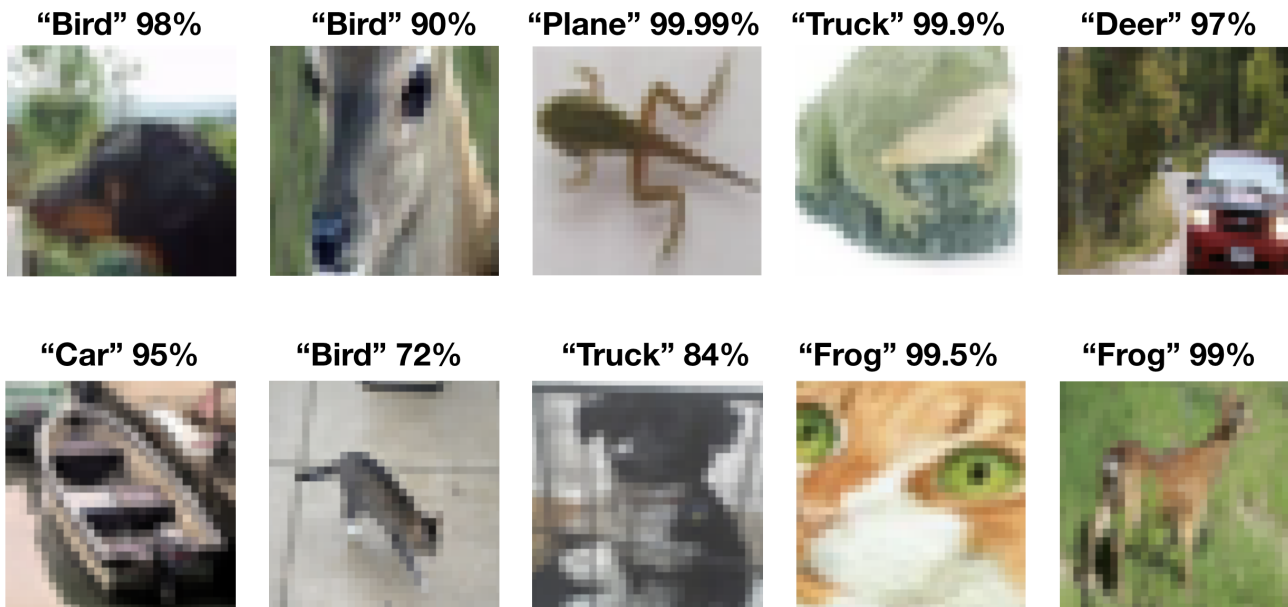 “Bird” 98% “Bird” 90% “Plane” 99.99% “Truck” 99.9% “Deer” 97%
“Car” 95% “Bird” 72% “Truck” 84% “Frog” 99.5% “Frog” 99%